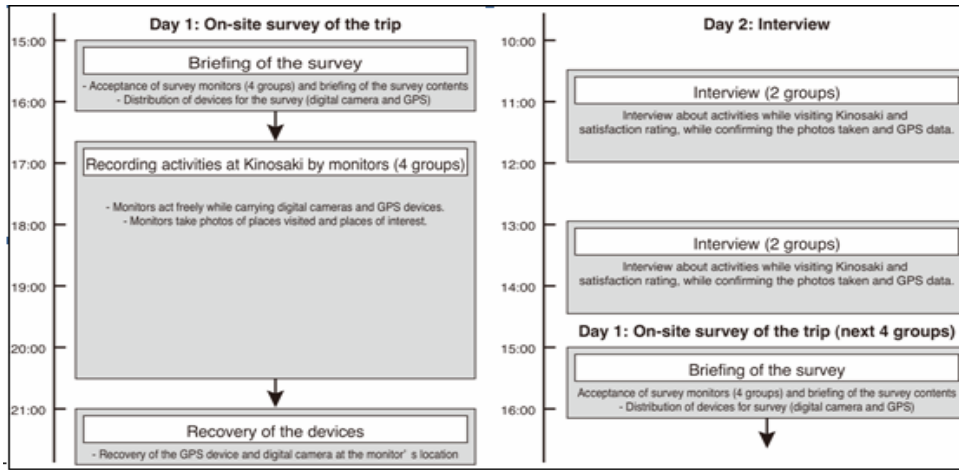 Day 1: On-site survey of the trip
15:00
Briefing of the survey
- Acceptance of survey monitors (4 groups) and briefing of the survey contents
- Distribution of devices for the survey (digital camera and GPS)
16:00
17:00
Recording activities at Kinosaki by monitors (4 groups)
- Monitors act freely while carrying digital cameras and GPS devices.
- Monitors take photos of places visited and places of interest.
18:00
19:00
20:00
21:00
Recovery of the devices
- Recovery of the GPS device and digital camera at the monitor' s location
Day 2: Interview
10:00
Interview (2 groups)
11:00
Interview about activities while visiting Kinosaki and
satisfaction rating, while confirming the photos taken and GPS data.
12:00
13:00
Interview (2 groups)
Interview about activities while visiting Kinosaki and
satisfaction rating, while confirming the photos taken and GPS data.
14:00
Day 1: On-site survey of the trip (next 4 groups)
15:00
Briefing of the survey
Acceptance of survey monitors (4 groups) and briefing of the survey contents
- Distribution of devices for survey (digital camera and GPS)
16:00